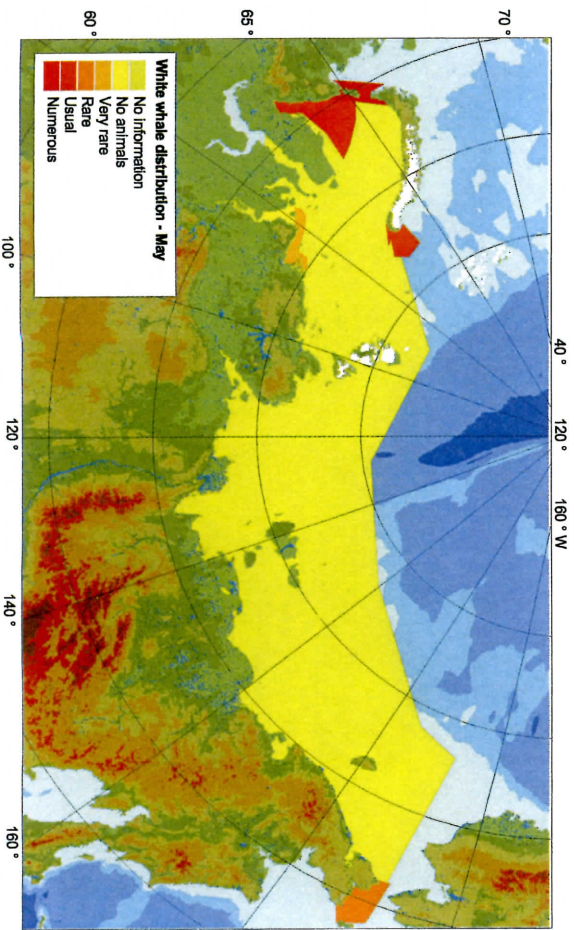 White whale distribution - May
No information
No animals
Very rare
Rare
Usual
Numerous
60°
65°
70°
100°
120°
140°
160°
40°
120°
160° W